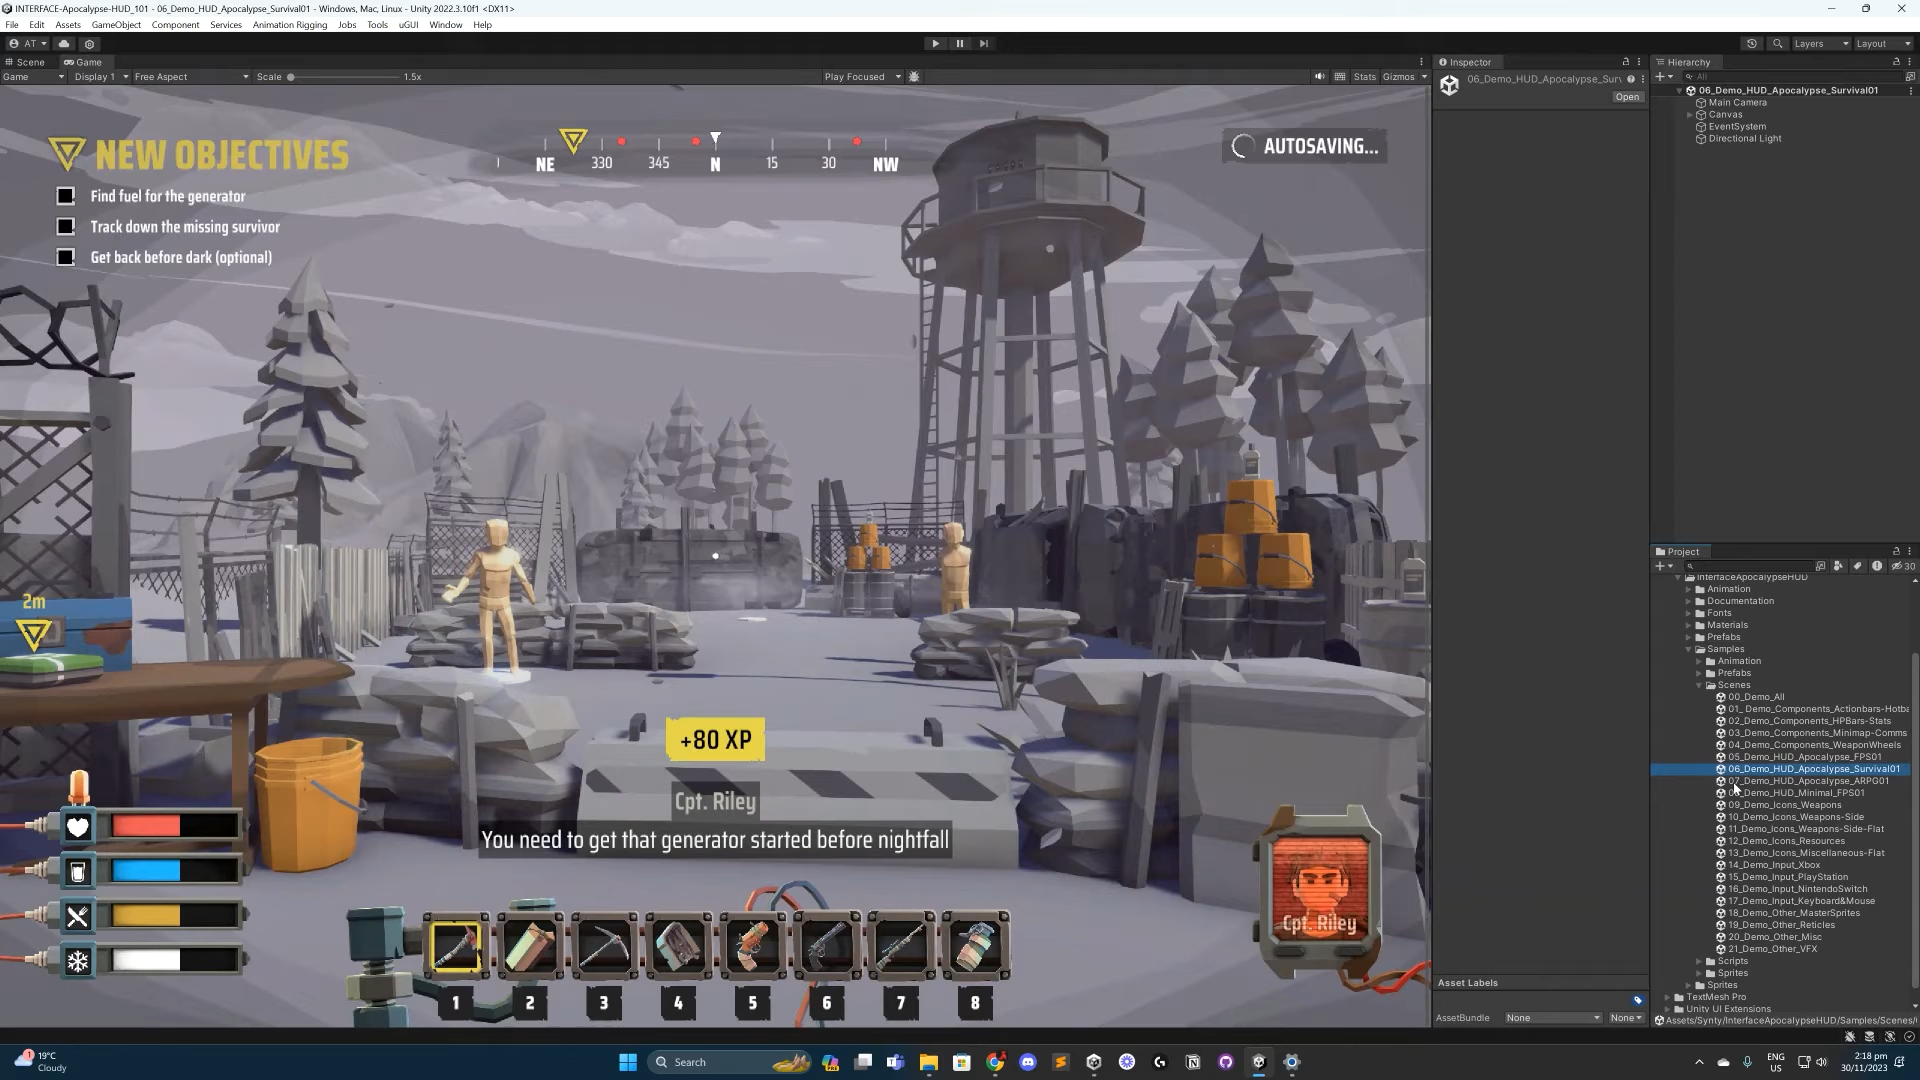 INTERFACE-Apocalypse-HUD_101 - 06_Demo_HUD_Apocalypse_Survival01 - Windows, Mac, Linux - Unity 2022.3.10f1 <DX11>
File Edit Assets GameObject Component Services Animation Rigging Jobs Tools uGUI Window Help
AT Layers Layout
Scene Game
Game Display 1 Free Aspect Scale 1.5x Play Focused Stats Gizmos
NEW OBJECTIVES
Find fuel for the generator
Track down the missing survivor
Get back before dark (optional)
NE 330 345 N 15 30 NW
AUTOSAVING...
2m
+80 XP
Cpt. Riley
You need to get that generator started before nightfall
Cpt. Riley
1 2 3 4 5 6 7 8
Inspector
06_Demo_HUD_Apocalypse_Surv
Open
Asset Labels
AssetBundle None None
Hierarchy
All
06_Demo_HUD_Apocalypse_Survival01
Main Camera
Canvas
EventSystem
Directional Light
Project
30
InterfaceApocalypseHUD
Animation
Documentation
Fonts
Materials
Prefabs
Samples
Animation
Prefabs
Scenes
00_Demo_All
01_ Demo_Components_Actionbars-Hotba
02_Demo_Components_HPBars-Stats
03_Demo_Components_Minimap-Comms
04_Demo_Components_WeaponWheels
05_Demo_HUD_Apocalypse_FPS01
06_Demo_HUD_Apocalypse_Survival01
07_Demo_HUD_Apocalypse_ARPG01
08_Demo_HUD_Minimal_FPS01
09_Demo_Icons_Weapons
10_Demo_Icons_Weapons-Side
11_Demo_Icons_Weapons-Side-Flat
12_Demo_Icons_Resources
13_Demo_Icons_Miscellaneous-Flat
14_Demo_Input_Xbox
15_Demo_Input_PlayStation
16_Demo_Input_NintendoSwitch
17_Demo_Input_Keyboard&Mouse
18_Demo_Other_MasterSprites
19_Demo_Other_Reticles
20_Demo_Other_Misc
21_Demo_Other_VFX
Scripts
Sprites
Sprites
TextMesh Pro
Unity UI Extensions
Assets/Synty/InterfaceApocalypseHUD/Samples/Scenes/
1
19°C
Cloudy
Search
PRE
ENG
US
2:18 pm
30/11/2023